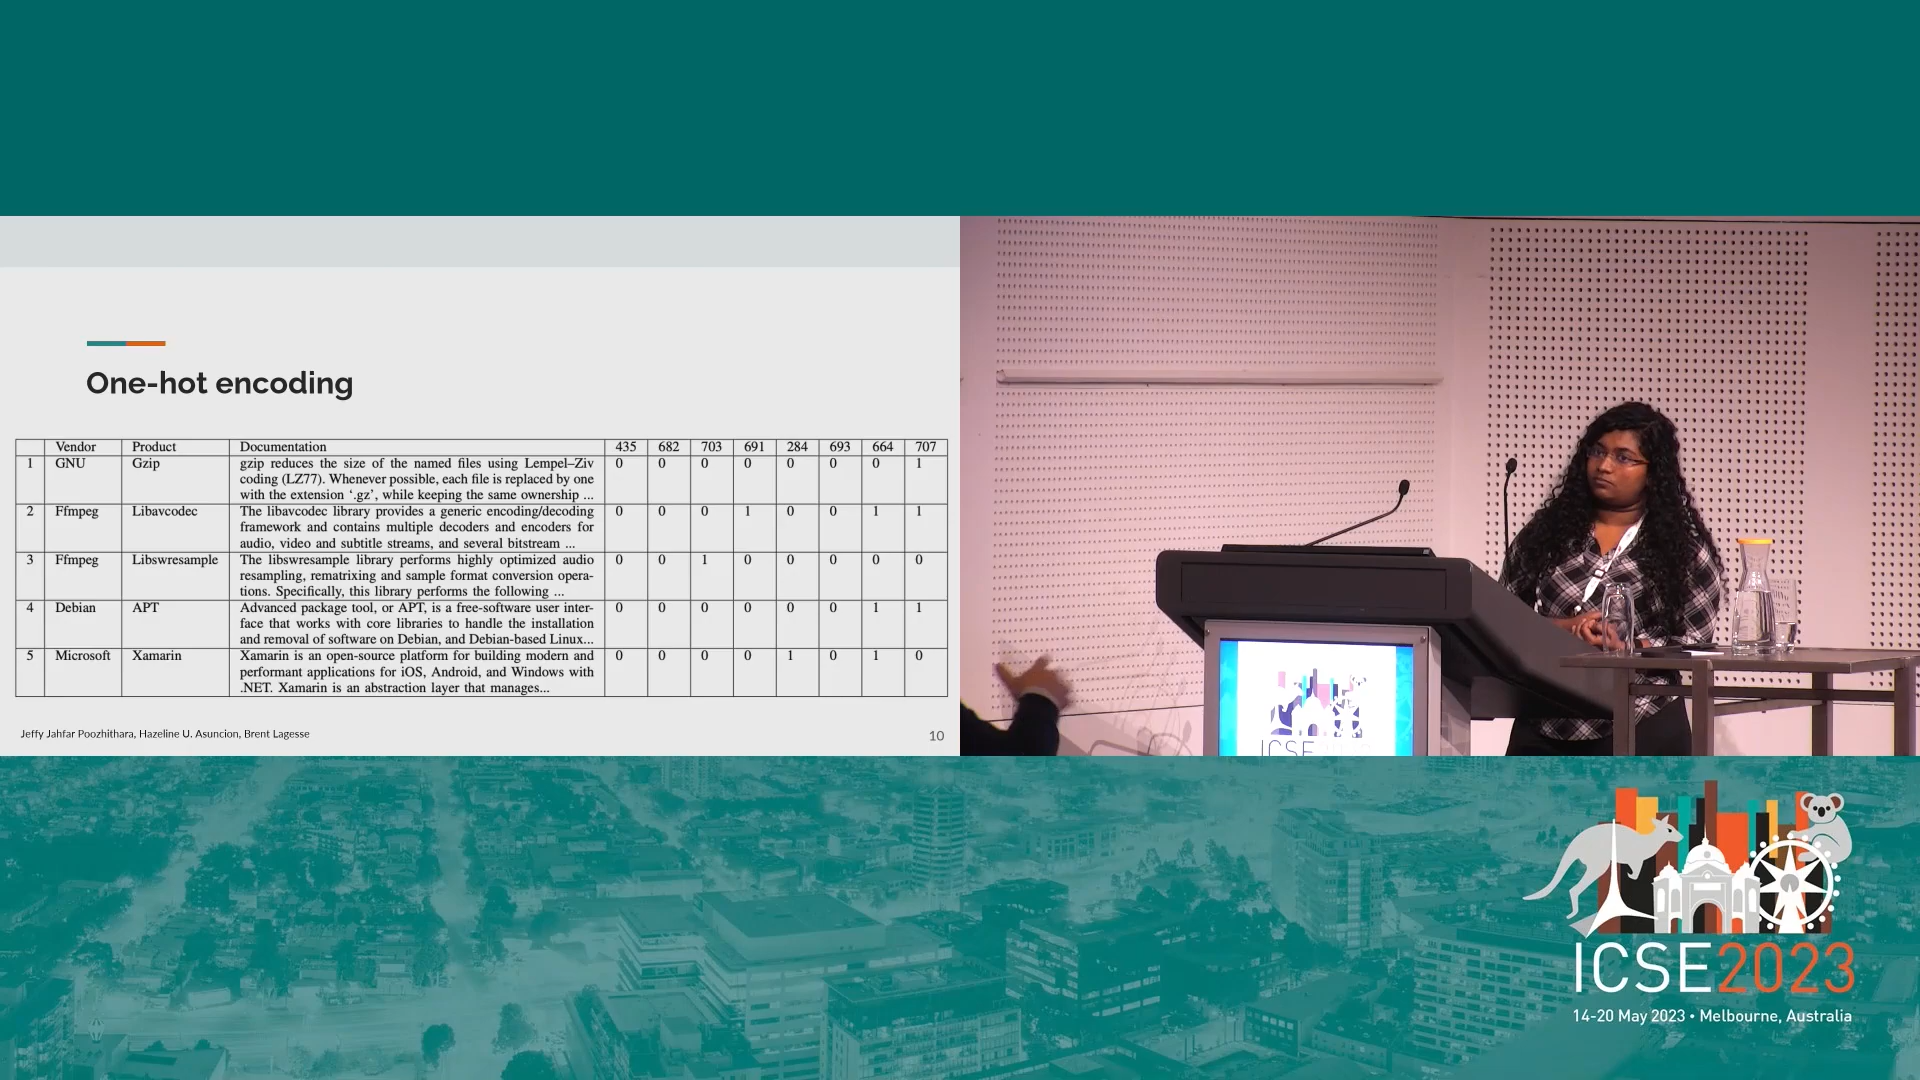 One-hot encoding
Vendor Product Documentation 435 682 703 691 284 693 664 707
1 GNU Gzip gzip reduces the size of the named files using Lempel–Ziv 0 0 0 0 0 0 0 1
coding (LZ77). Whenever possible, each file is replaced by one
with the extension ‘.gz’, while keeping the same ownership ...
2 Ffmpeg Libavcodec The libavcodec library provides a generic encoding/decoding 0 0 0 1 0 0 1 1
framework and contains multiple decoders and encoders for
audio, video and subtitle streams, and several bitstream ...
3 Ffmpeg Libswresample The libswresample library performs highly optimized audio 0 0 1 0 0 0 0 0
resampling, rematrixing and sample format conversion opera-
tions. Specifically, this library performs the following ...
4 Debian APT Advanced package tool, or APT, is a free-software user inter- 0 0 0 0 0 0 1 1
face that works with core libraries to handle the installation
and removal of software on Debian, and Debian-based Linux...
5 Microsoft Xamarin Xamarin is an open-source platform for building modern and 0 0 0 0 1 0 1 0
performant applications for iOS, Android, and Windows with
.NET. Xamarin is an abstraction layer that manages...
Jeffy Jahfar Poozhithara, Hazeline U. Asuncion, Brent Lagesse
10
ICSE
ICSE2023
14-20 May 2023 • Melbourne, Australia